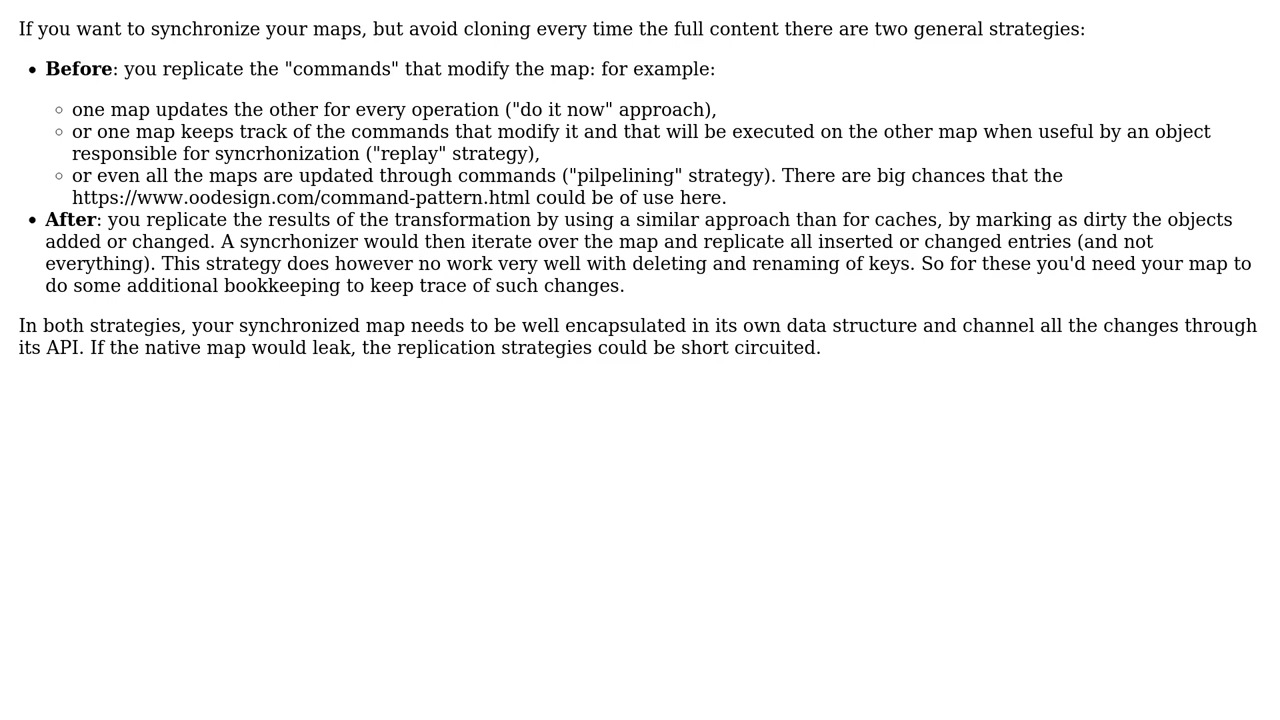 If you want to synchronize your maps, but avoid cloning every time the full content there are two general strategies:
• Before: you replicate the "commands" that modify the map: for example:
◦ one map updates the other for every operation ("do it now" approach),
◦ or one map keeps track of the commands that modify it and that will be executed on the other map when useful by an object
responsible for syncrhonization ("replay" strategy),
◦ or even all the maps are updated through commands ("pilpelining" strategy). There are big chances that the
https://www.oodesign.com/command-pattern.html could be of use here.
• After: you replicate the results of the transformation by using a similar approach than for caches, by marking as dirty the objects
added or changed. A syncrhonizer would then iterate over the map and replicate all inserted or changed entries (and not
everything). This strategy does however no work very well with deleting and renaming of keys. So for these you'd need your map to
do some additional bookkeeping to keep trace of such changes.
In both strategies, your synchronized map needs to be well encapsulated in its own data structure and channel all the changes through
its API. If the native map would leak, the replication strategies could be short circuited.